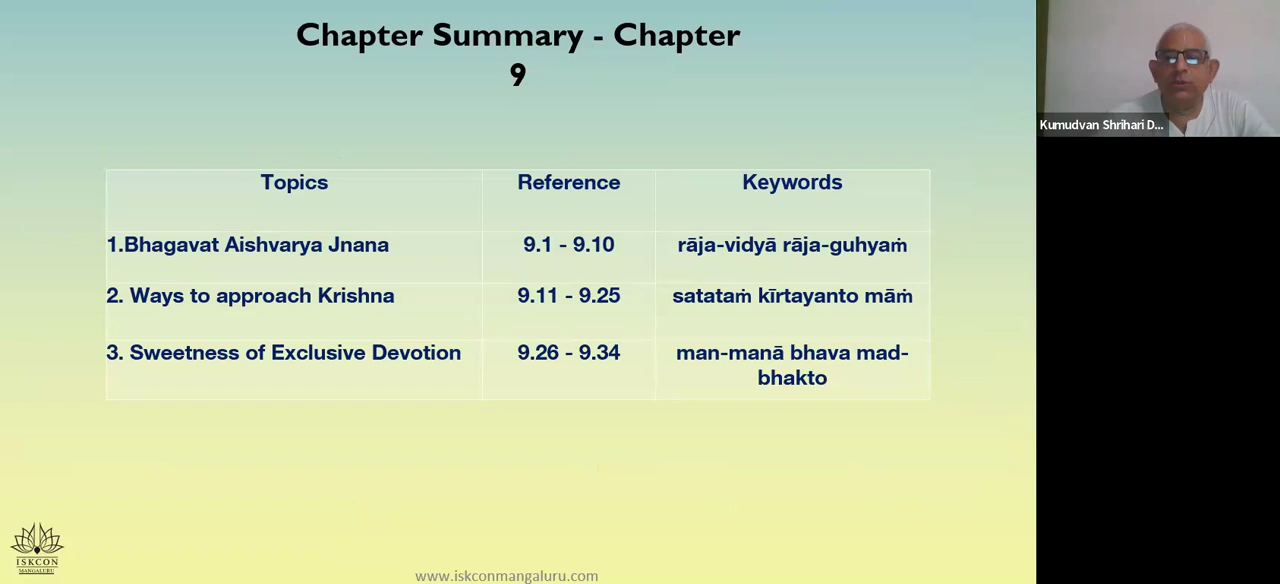 Chapter Summary - Chapter
9
Topics Reference Keywords
1.Bhagavat Aishvarya Jnana 9.1 - 9.10 rāja-vidyā rāja-guhyaṁ
2. Ways to approach Krishna 9.11 - 9.25 satataṁ kīrtayanto māṁ
3. Sweetness of Exclusive Devotion 9.26 - 9.34 man-manā bhava mad-
bhakto
Kumudvan Shrihari D...
ISKCON
MANGALURU
www.iskconmangaluru.com